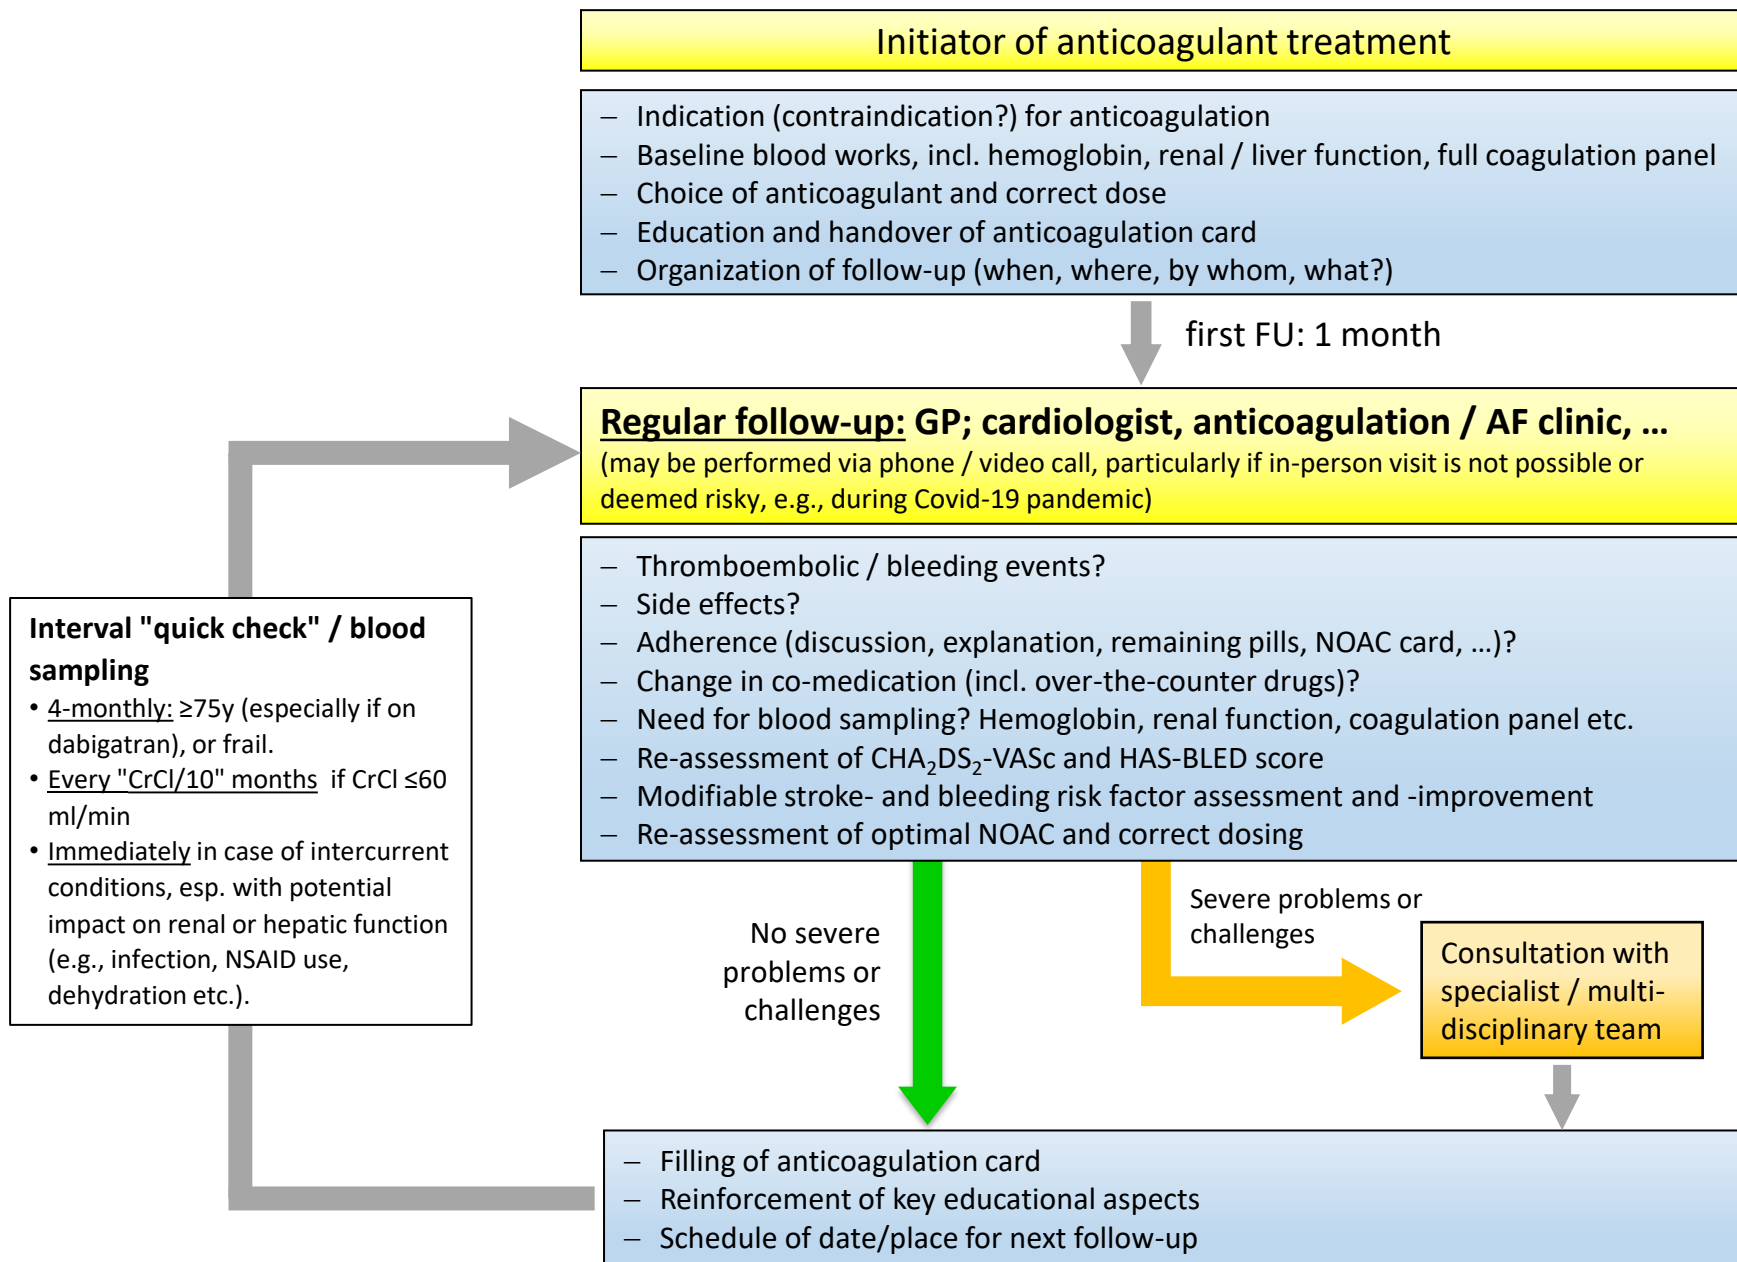 Initiator of anticoagulant treatment
– Indication (contraindication?) for anticoagulation
– Baseline blood works, incl. hemoglobin, renal / liver function, full coagulation panel
– Choice of anticoagulant and correct dose
– Education and handover of anticoagulation card
– Organization of follow-up (when, where, by whom, what?)
first FU: 1 month
Regular follow-up: GP; cardiologist, anticoagulation / AF clinic, ...
(may be performed via phone / video call, particularly if in-person visit is not possible or
deemed risky, e.g., during Covid-19 pandemic)
– Thromboembolic / bleeding events?
– Side effects?
– Adherence (discussion, explanation, remaining pills, NOAC card, ...)?
– Change in co-medication (incl. over-the-counter drugs)?
– Need for blood sampling? Hemoglobin, renal function, coagulation panel etc.
– Re-assessment of CHA₂DS₂-VASc and HAS-BLED score
– Modifiable stroke- and bleeding risk factor assessment and -improvement
– Re-assessment of optimal NOAC and correct dosing
Interval "quick check" / blood
sampling
• 4-monthly: ≥75y (especially if on
dabigatran), or frail.
• Every "CrCl/10" months if CrCl ≤60
ml/min
• Immediately in case of intercurrent
conditions, esp. with potential
impact on renal or hepatic function
(e.g., infection, NSAID use,
dehydration etc.).
No severe
problems or
challenges
Severe problems or
challenges
Consultation with
specialist / multi-
disciplinary team
– Filling of anticoagulation card
– Reinforcement of key educational aspects
– Schedule of date/place for next follow-up